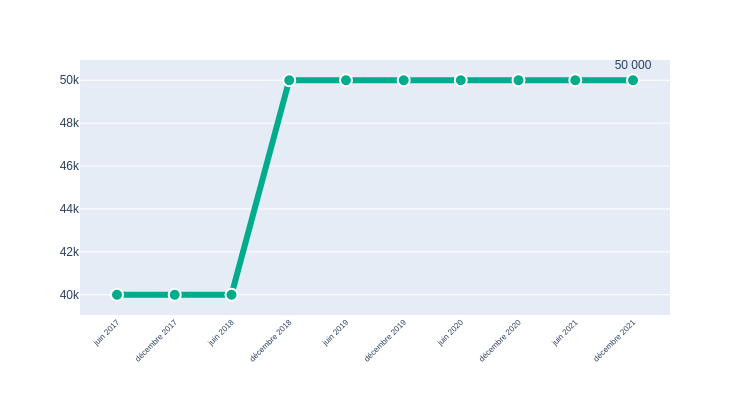 50 000
50k
48k
46k
44k
42k
40k
juin 2017
décembre 2017
juin 2018
décembre 2018
juin 2019
décembre 2019
juin 2020
décembre 2020
juin 2021
décembre 2021